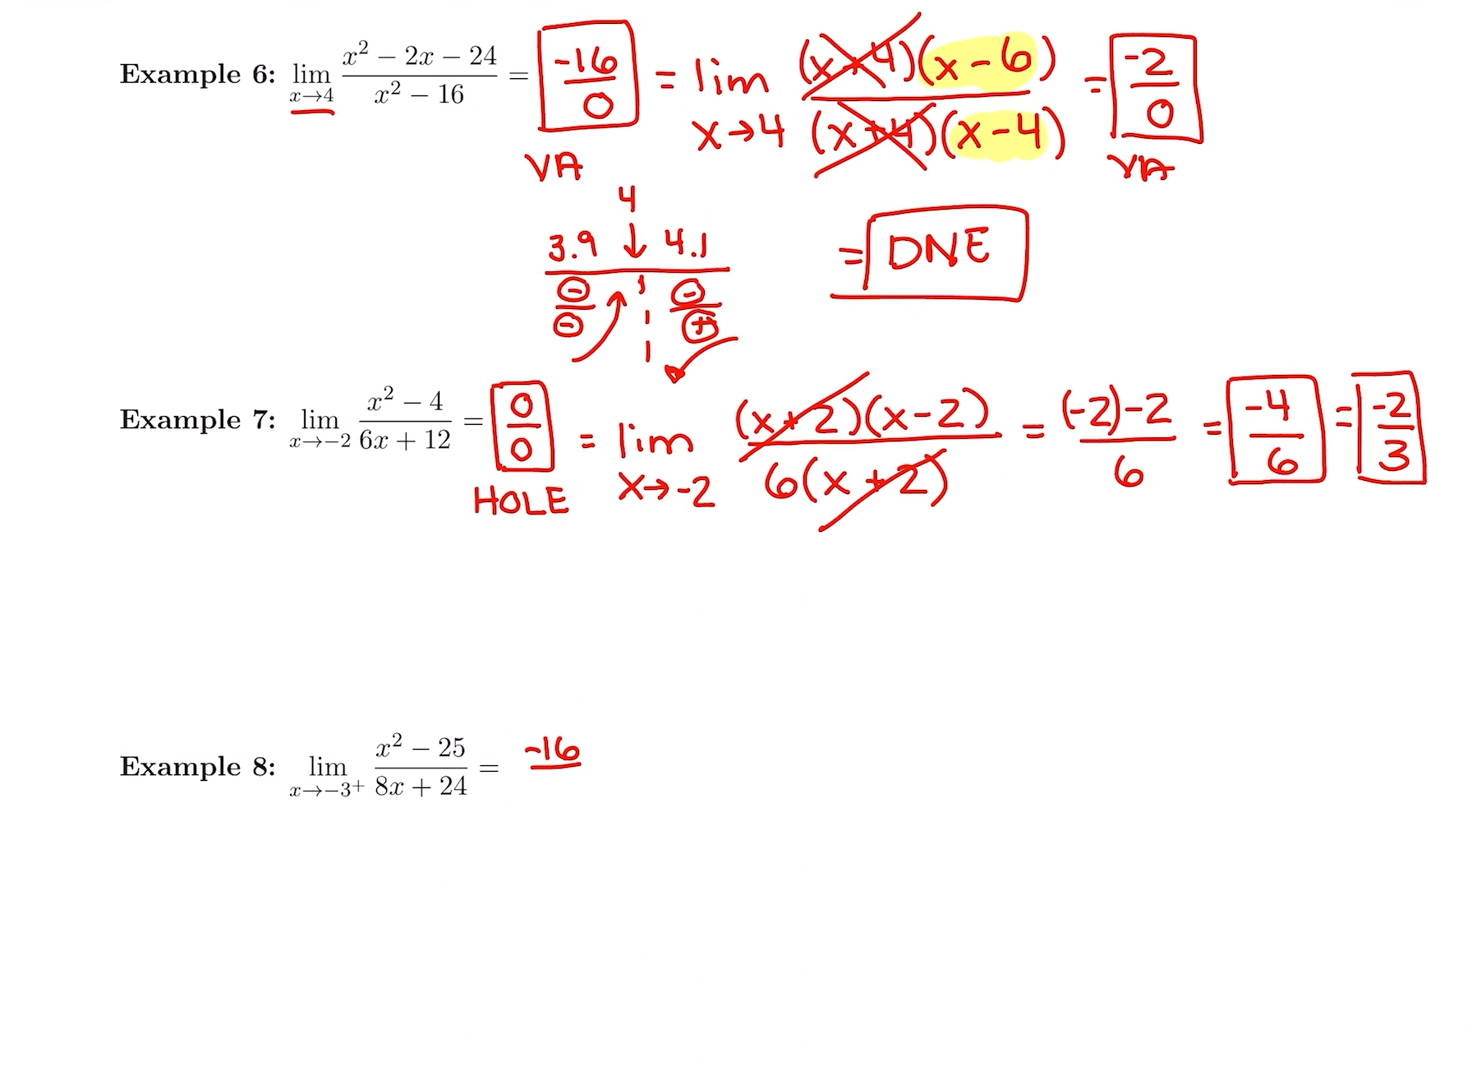 Example 6: lim x→4 (x² − 2x − 24)/(x² − 16) = -16/0 = lim x→4 (x+4)(x-6)/(x+4)(x-4) = -2/0
VA VA
4
3.9 ↓ 4.1 = DNE
⊖/⊖ ⊖/⊕
Example 7: lim x→−2 (x² − 4)/(6x + 12) = 0/0 = lim x→-2 (x+2)(x-2)/6(x+2) = (-2)-2/6 = -4/6 = -2/3
HOLE
Example 8: lim x→−3⁺ (x² − 25)/(8x + 24) = -16